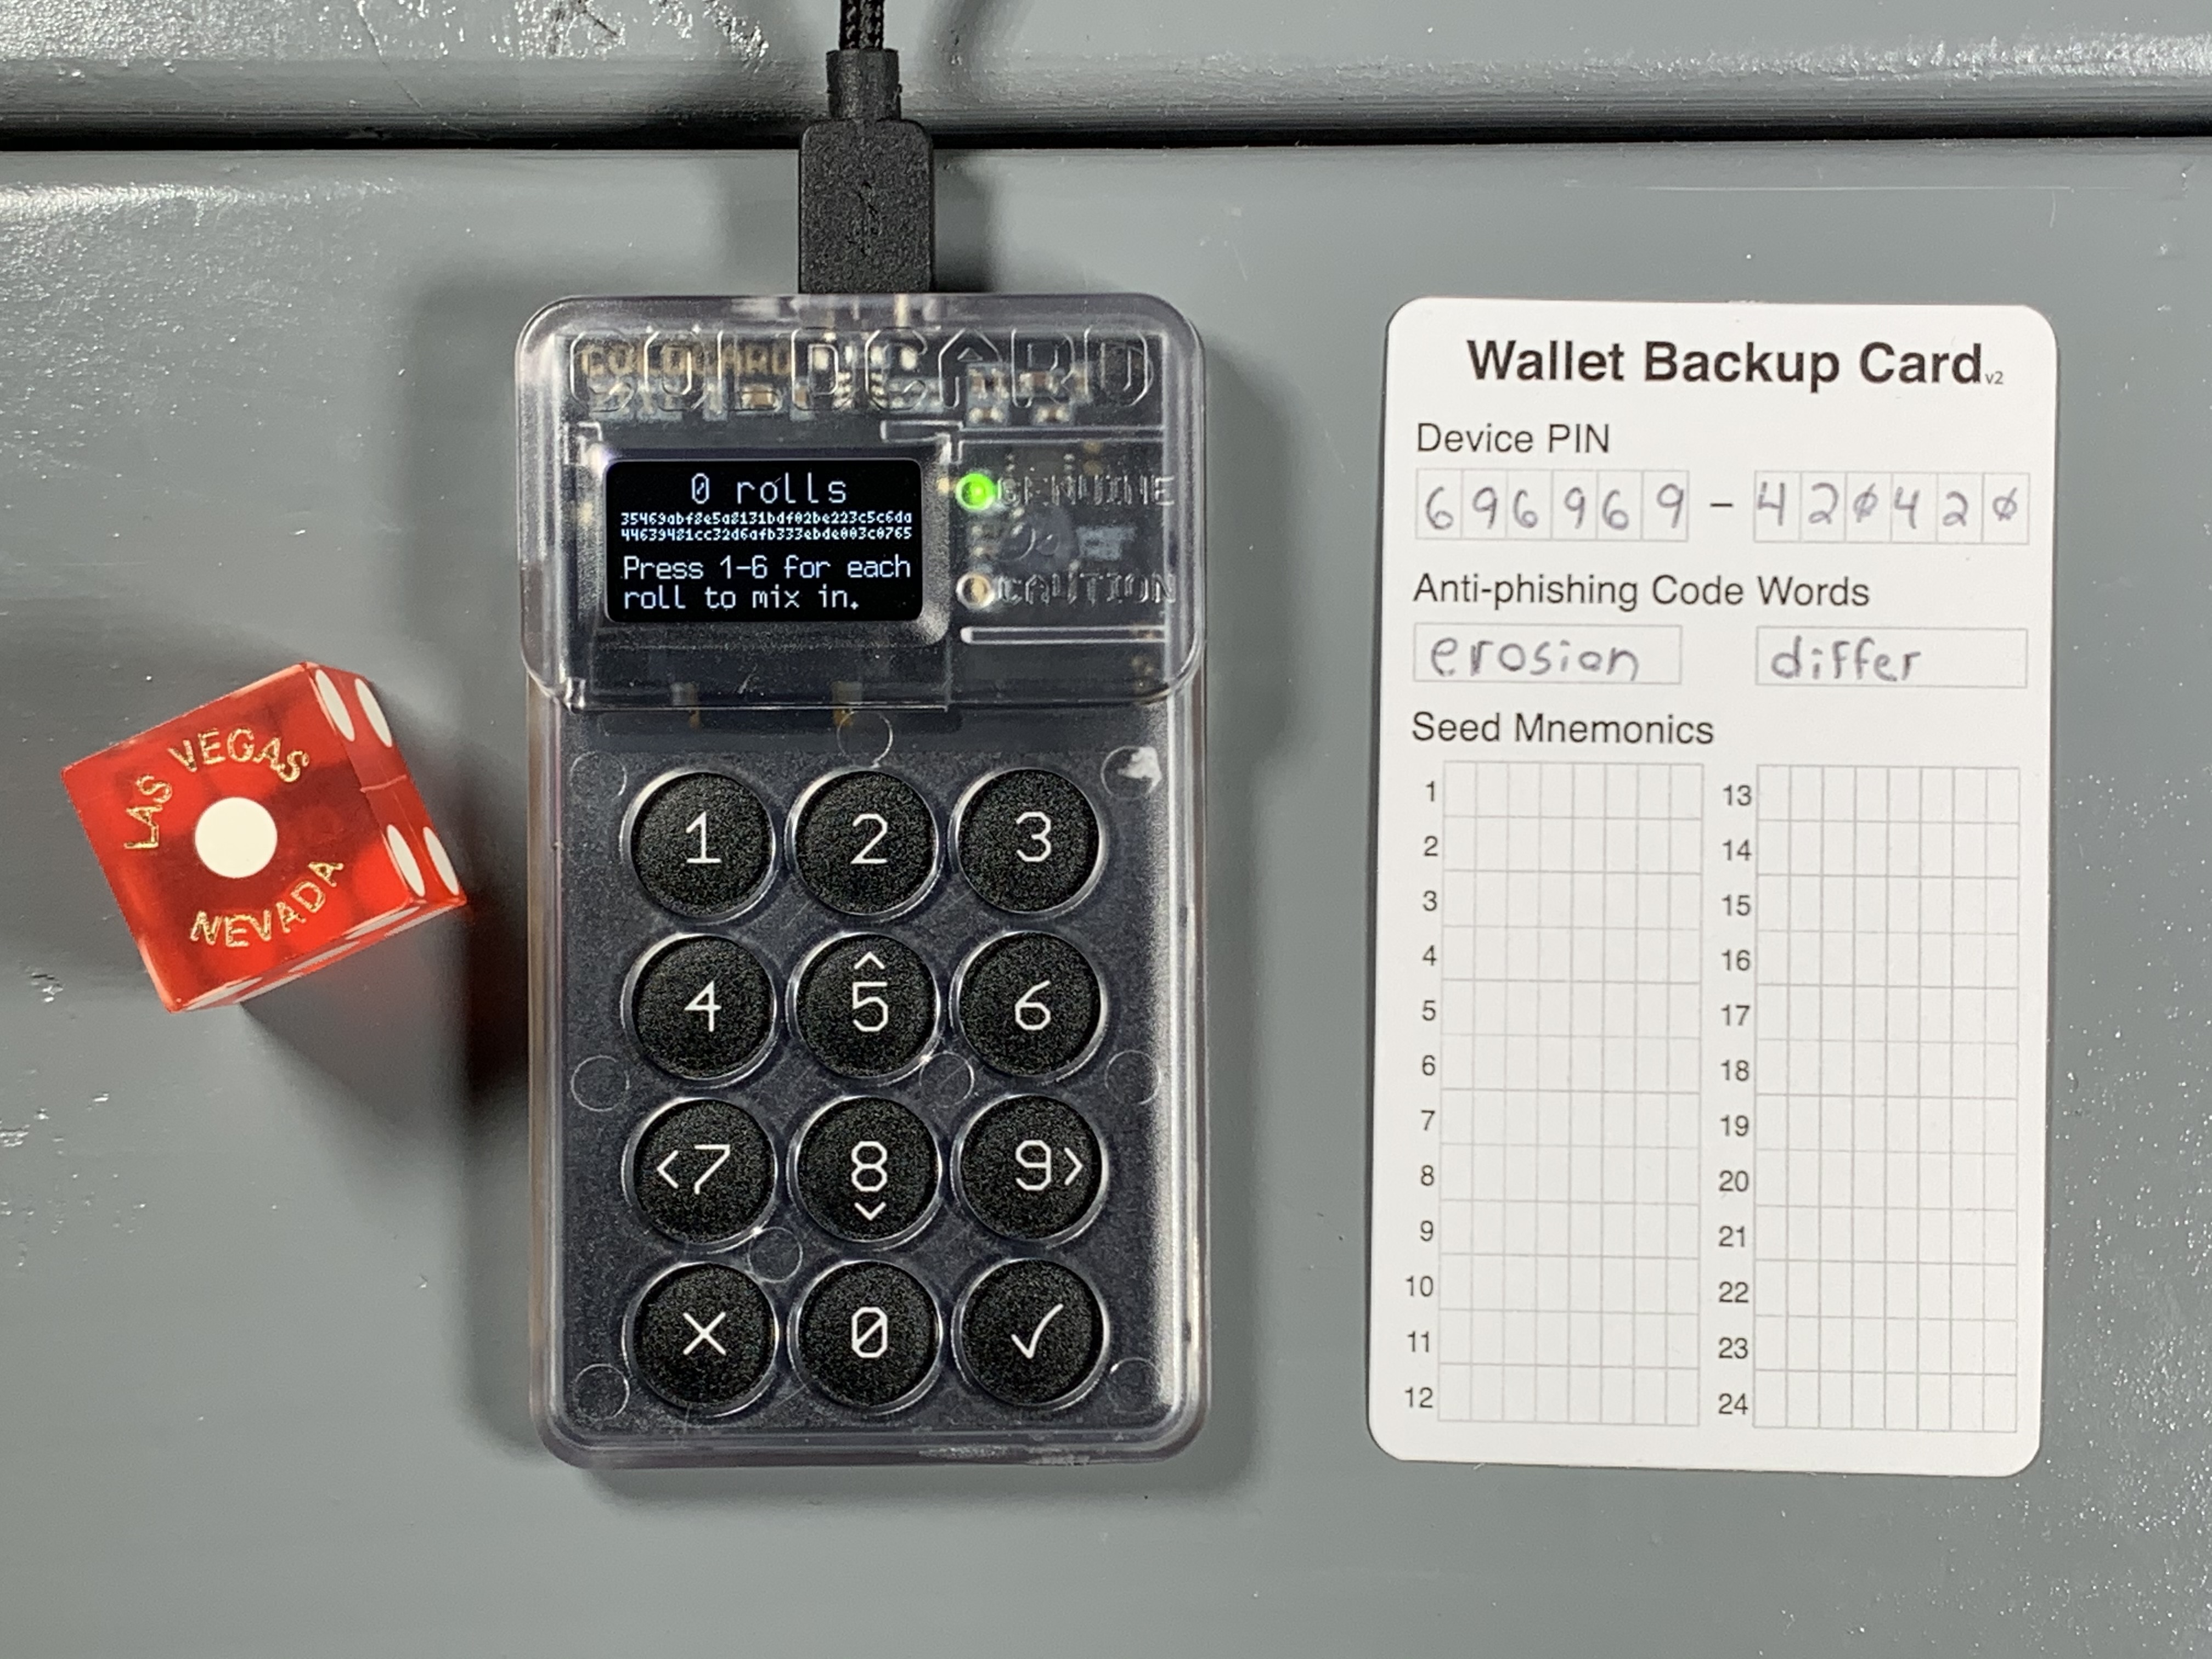 COLDCARD
0 rolls
35469abf8e5a8131bdf02be223c5c6da
44639481cc32d6afb333ebde003c0765
Press 1-6 for each
roll to mix in.
GENUINE
CAUTION
LAS VEGAS
NEVADA
1 2 3
4 5 6
<7 8 9>
X 0 ✓
Wallet Backup Card v2
Device PIN
696969 - 420420
Anti-phishing Code Words
erosion differ
Seed Mnemonics
1 13
2 14
3 15
4 16
5 17
6 18
7 19
8 20
9 21
10 22
11 23
12 24